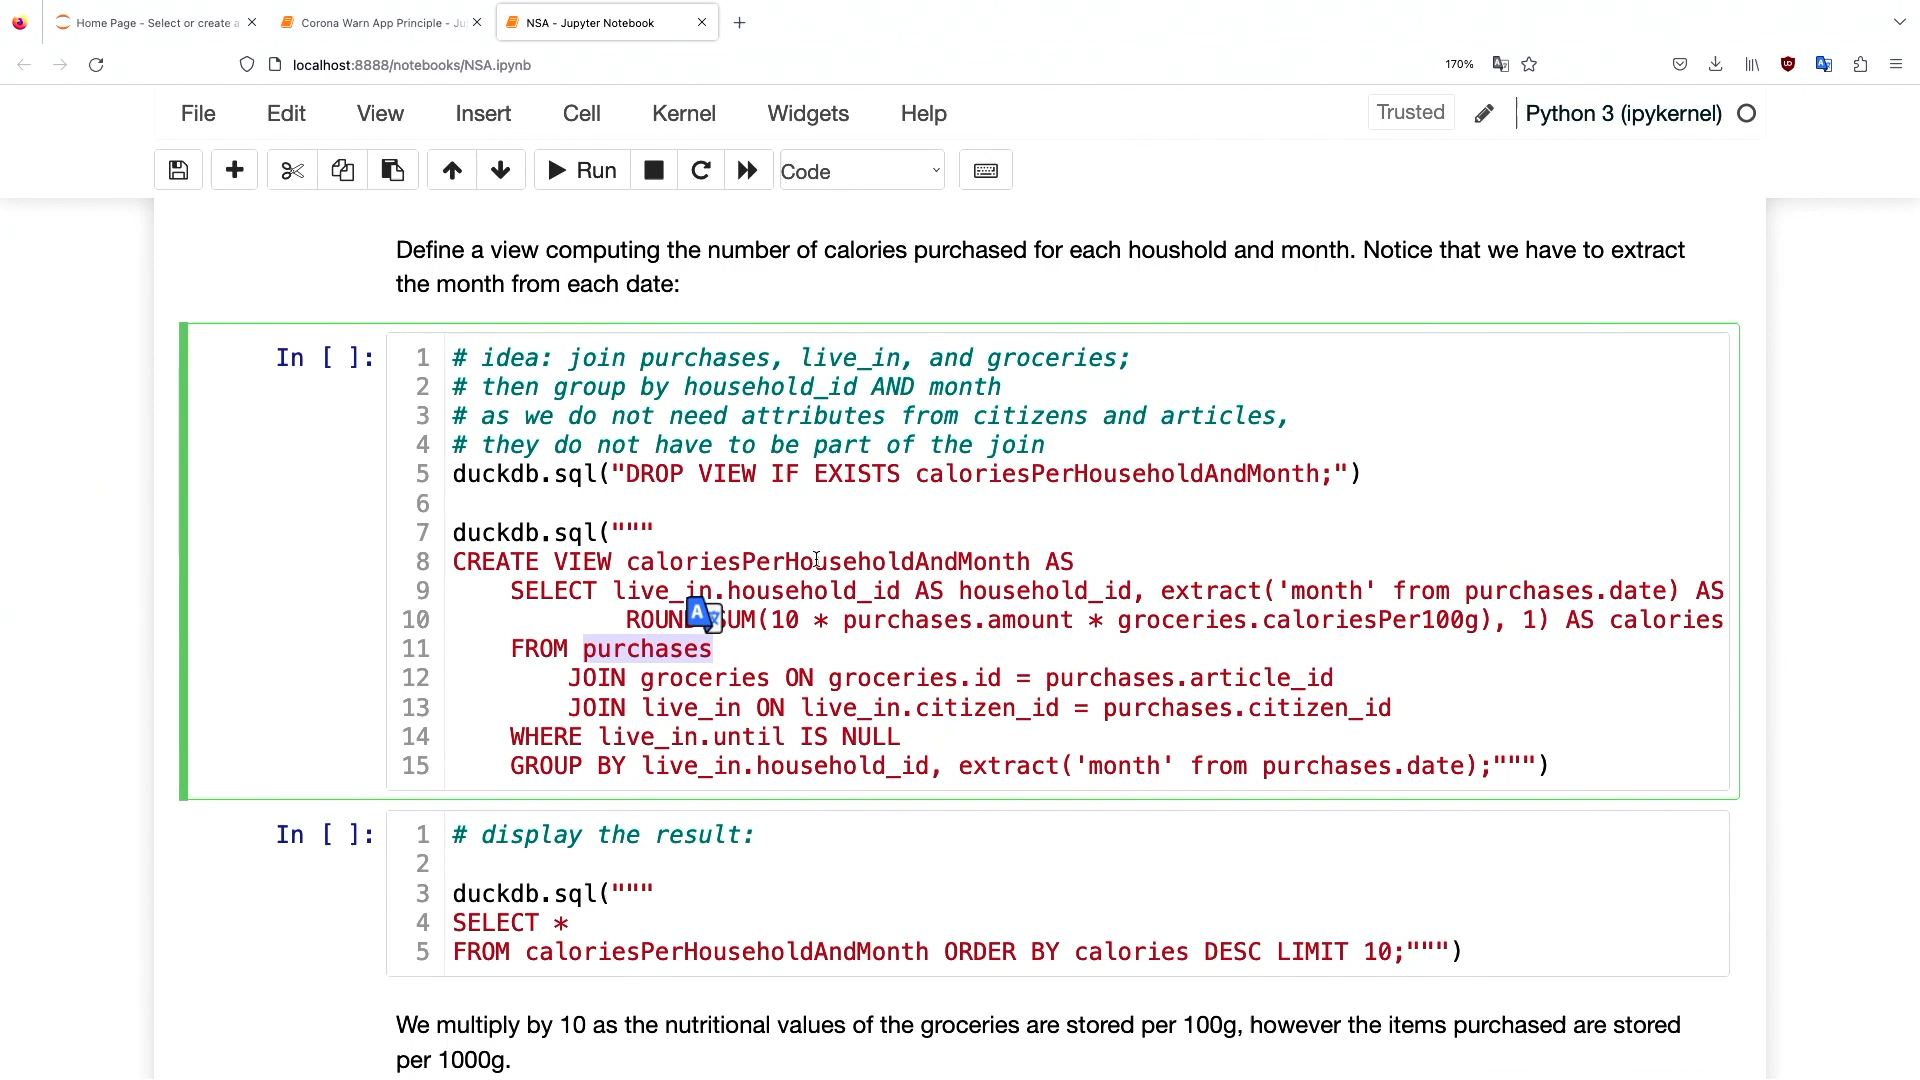 Home Page - Select or create a
Corona Warn App Principle - Ju
NSA - Jupyter Notebook
localhost:8888/notebooks/NSA.ipynb
170%
File Edit View Insert Cell Kernel Widgets Help
Trusted
Python 3 (ipykernel)
Run
Code
Define a view computing the number of calories purchased for each houshold and month. Notice that we have to extract
the month from each date:
In [ ]:
1 # idea: join purchases, live_in, and groceries;
2 # then group by household_id AND month
3 # as we do not need attributes from citizens and articles,
4 # they do not have to be part of the join
5 duckdb.sql("DROP VIEW IF EXISTS caloriesPerHouseholdAndMonth;")
6
7 duckdb.sql("""
8 CREATE VIEW caloriesPerHouseholdAndMonth AS
9 SELECT live_in.household_id AS household_id, extract('month' from purchases.date) AS
10 ROUND(SUM(10 * purchases.amount * groceries.caloriesPer100g), 1) AS calories
11 FROM purchases
12 JOIN groceries ON groceries.id = purchases.article_id
13 JOIN live_in ON live_in.citizen_id = purchases.citizen_id
14 WHERE live_in.until IS NULL
15 GROUP BY live_in.household_id, extract('month' from purchases.date);""")
In [ ]:
1 # display the result:
2
3 duckdb.sql("""
4 SELECT *
5 FROM caloriesPerHouseholdAndMonth ORDER BY calories DESC LIMIT 10;""")
We multiply by 10 as the nutritional values of the groceries are stored per 100g, however the items purchased are stored
per 1000g.